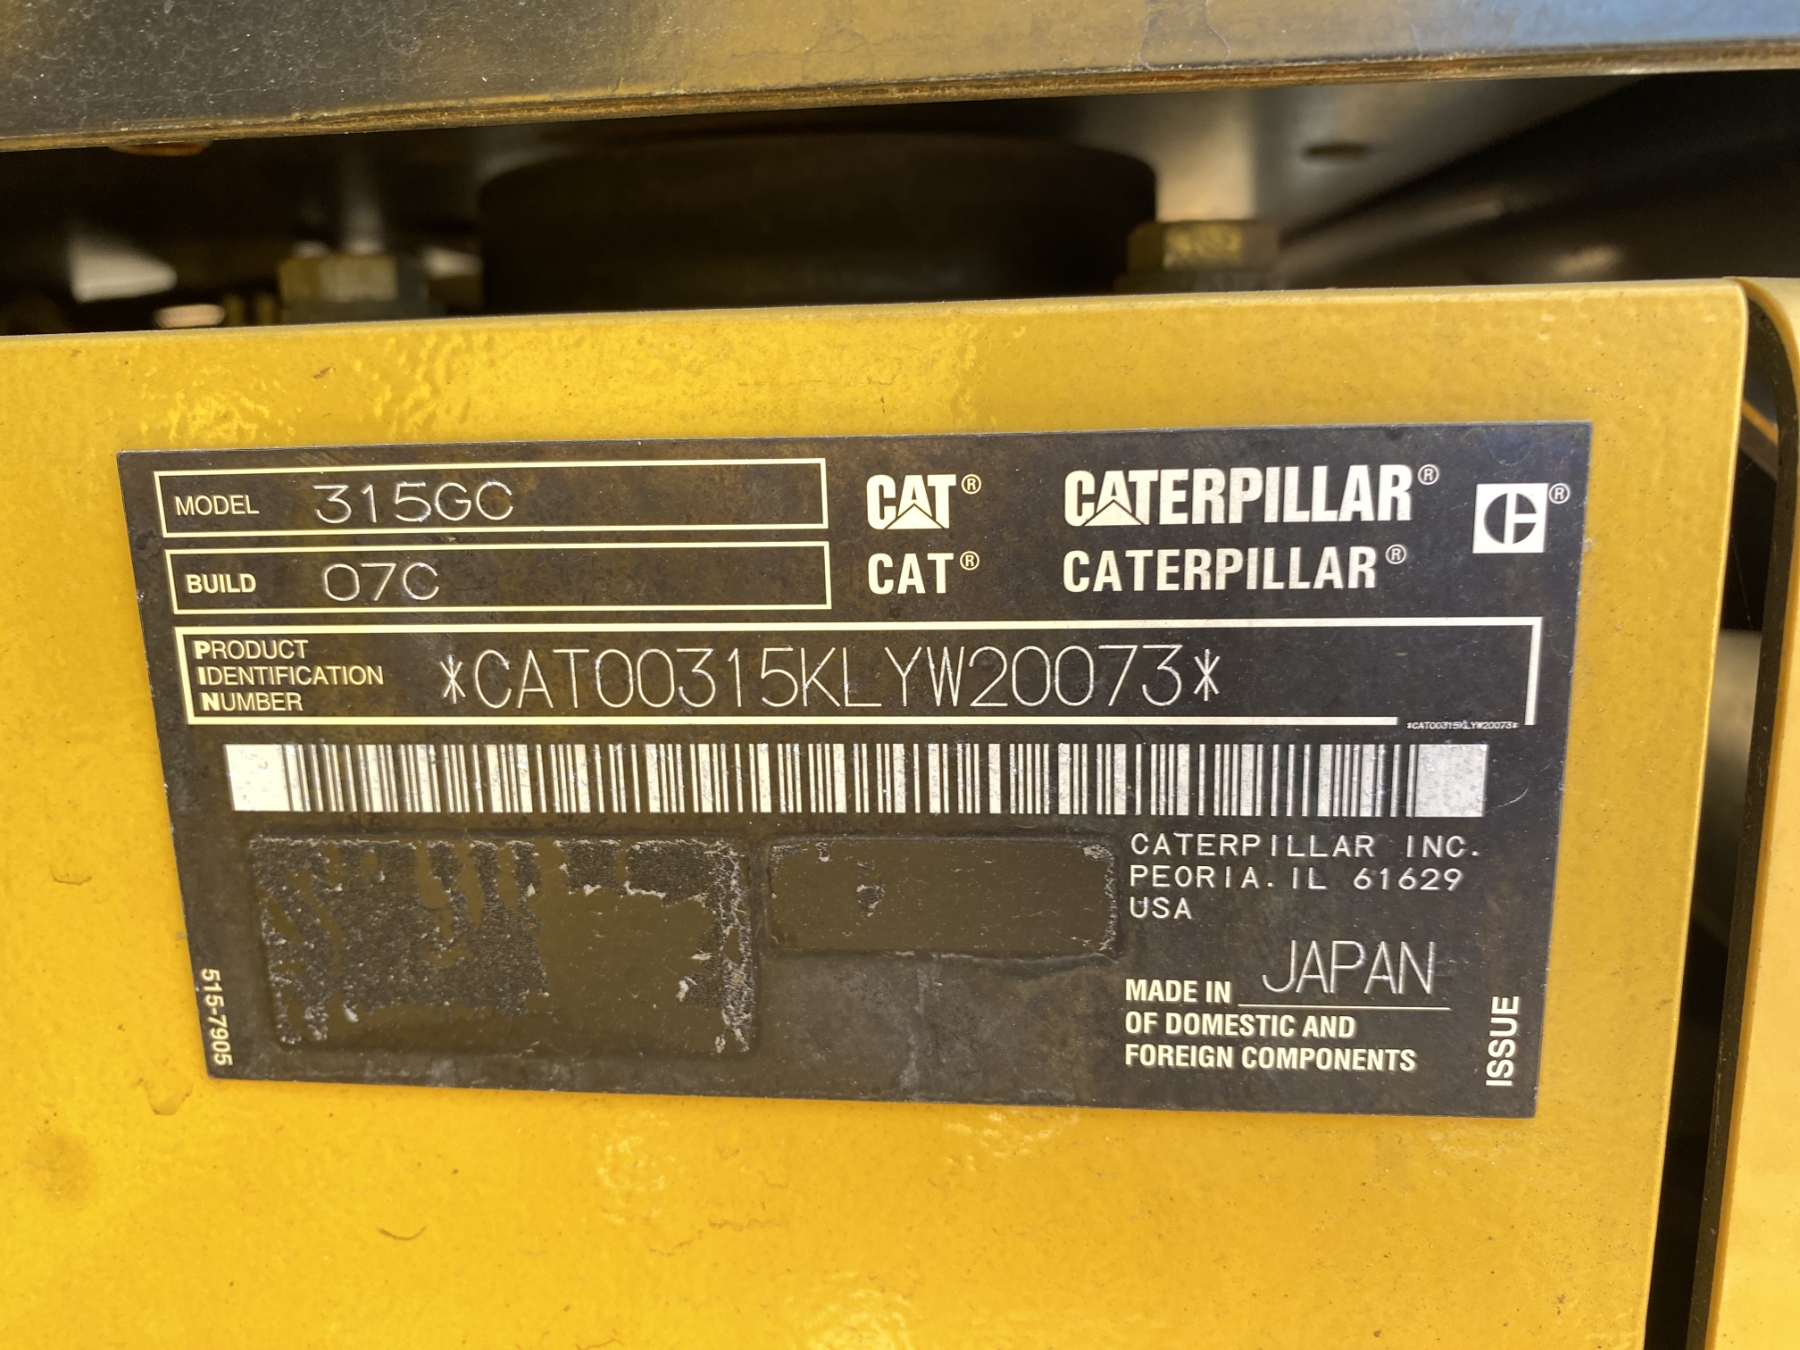 MODEL 315GC
BUILD 07C
CAT® CATERPILLAR®
CAT® CATERPILLAR®
C®
PRODUCT
IDENTIFICATION
NUMBER
*CAT00315KLYW20073*
*CAT00315KLYW20073*
CATERPILLAR INC.
PEORIA. IL 61629
USA
MADE IN JAPAN
OF DOMESTIC AND
FOREIGN COMPONENTS
515-7905
ISSUE